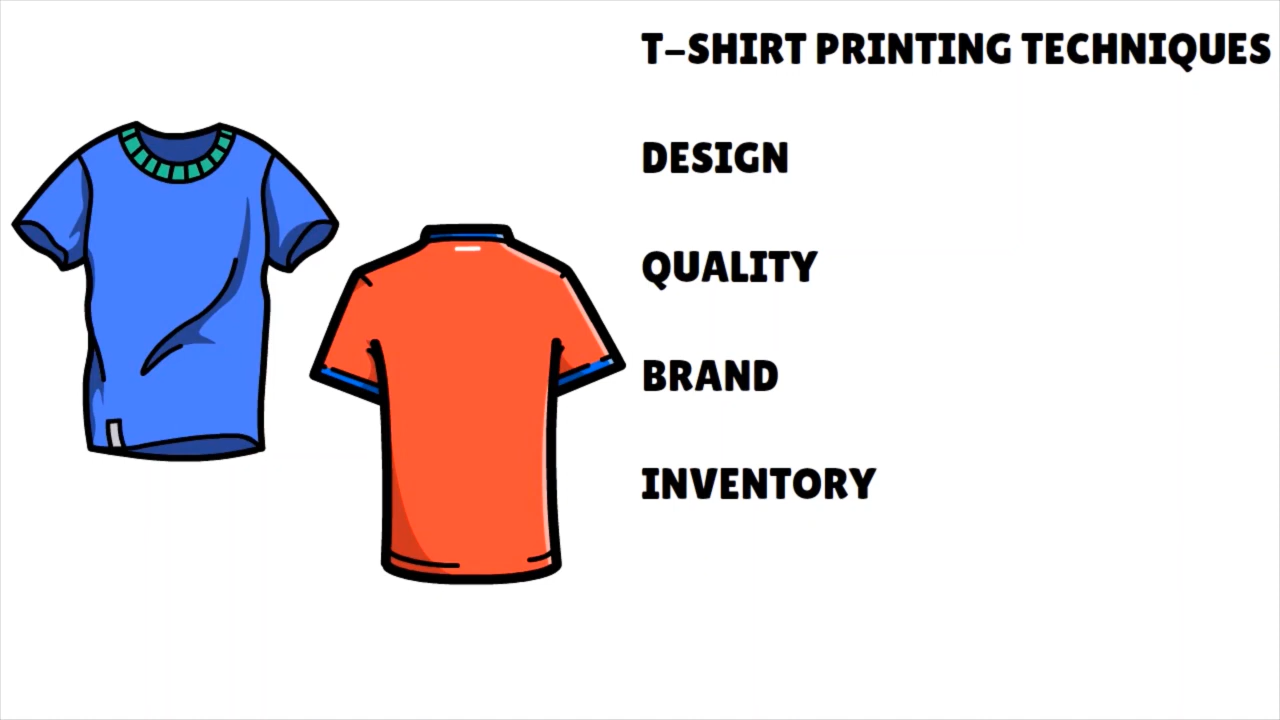 T-SHIRT PRINTING TECHNIQUES
DESIGN
QUALITY
BRAND
INVENTORY